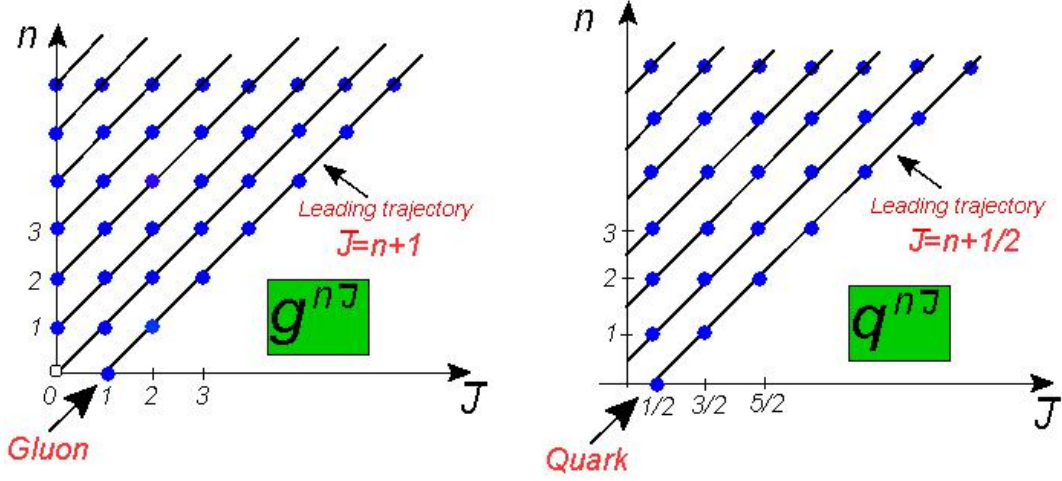 n
3
2
1
0 1 2 3
J
Leading trajectory
J=n+1
g^{nJ}
Gluon
n
3
2
1
1/2 3/2 5/2
J
Leading trajectory
J=n+1/2
q^{nJ}
Quark